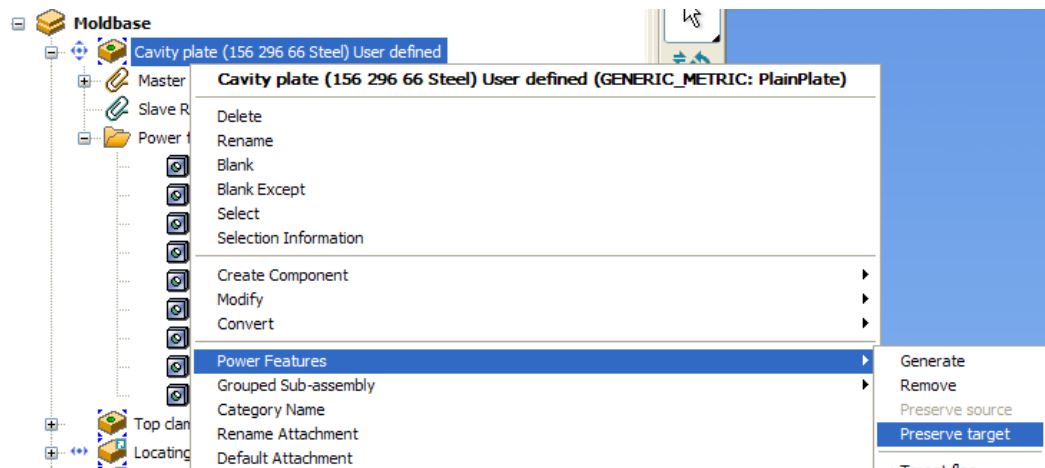 Moldbase
Cavity plate (156 296 66 Steel) User defined
Master
Cavity plate (156 296 66 Steel) User defined (GENERIC_METRIC: PlainPlate)
Slave R
Delete
Power f
Rename
Blank
Blank Except
Select
Selection Information
Create Component
Modify
Convert
Power Features
Generate
Grouped Sub-assembly
Remove
Category Name
Preserve source
Top clam
Rename Attachment
Preserve target
Locating
Default Attachment